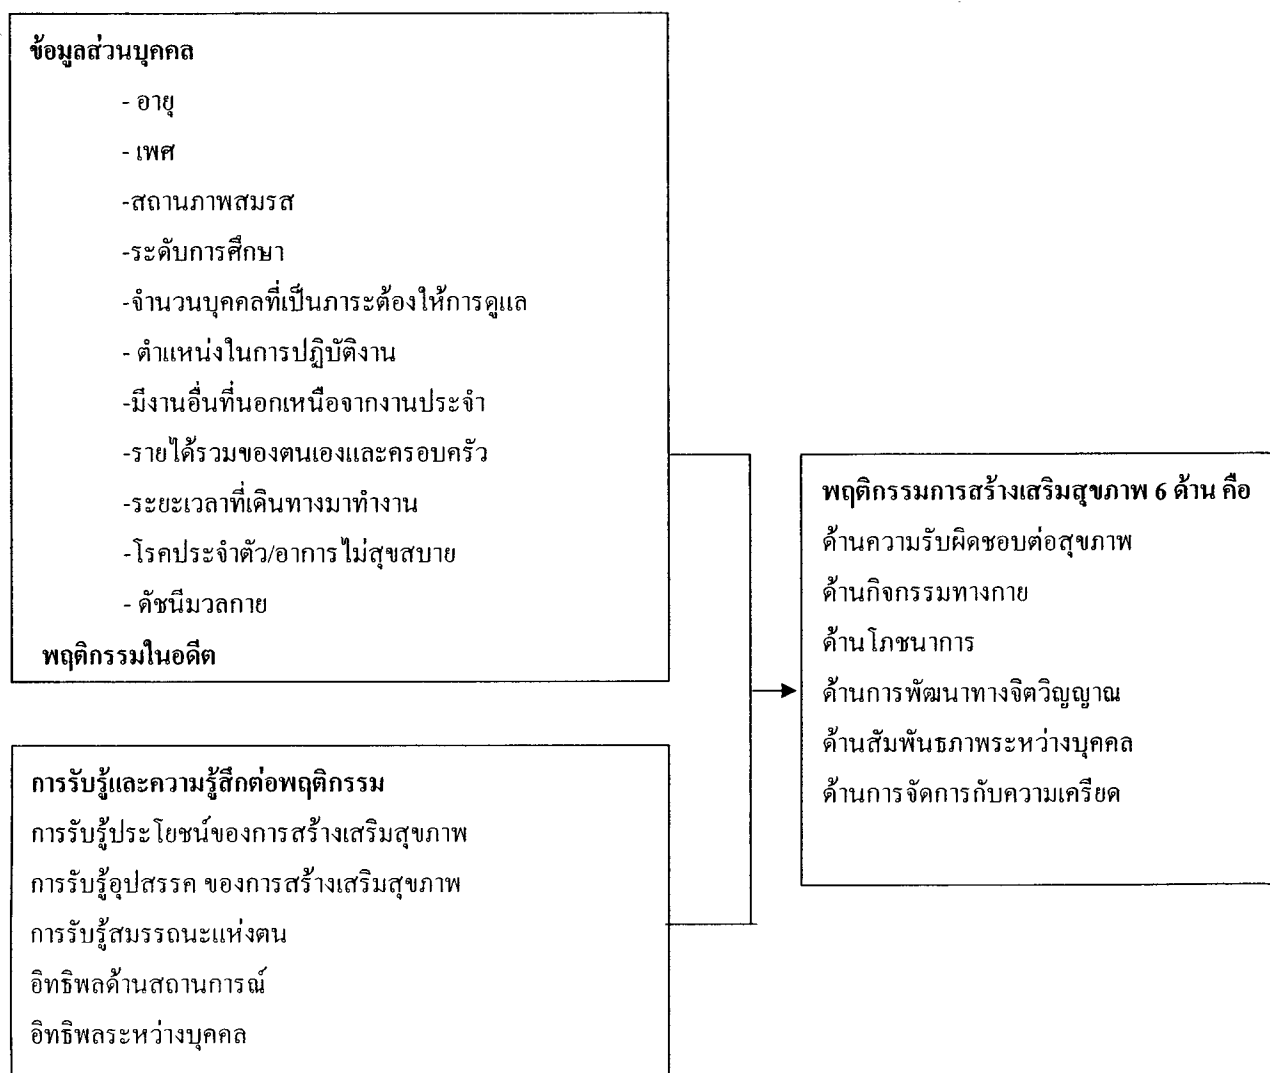 ข้อมูลส่วนบุคคล
- อายุ
- เพศ
-สถานภาพสมรส
-ระดับการศึกษา
-จำนวนบุคคลที่เป็นภาระต้องให้การดูแล
- ตำแหน่งในการปฏิบัติงาน
-มีงานอื่นที่นอกเหนือจากงานประจำ
-รายได้รวมของตนเองและครอบครัว
-ระยะเวลาที่เดินทางมาทำงาน
-โรคประจำตัว/อาการไม่สุขสบาย
- ดัชนีมวลกาย
พฤติกรรมในอดีต
การรับรู้และความรู้สึกต่อพฤติกรรม
การรับรู้ประโยชน์ของการสร้างเสริมสุขภาพ
การรับรู้อุปสรรค ของการสร้างเสริมสุขภาพ
การรับรู้สมรรถนะแห่งตน
อิทธิพลด้านสถานการณ์
อิทธิพลระหว่างบุคคล
พฤติกรรมการสร้างเสริมสุขภาพ 6 ด้าน คือ
ด้านความรับผิดชอบต่อสุขภาพ
ด้านกิจกรรมทางกาย
ด้านโภชนาการ
ด้านการพัฒนาทางจิตวิญญาณ
ด้านสัมพันธภาพระหว่างบุคคล
ด้านการจัดการกับความเครียด